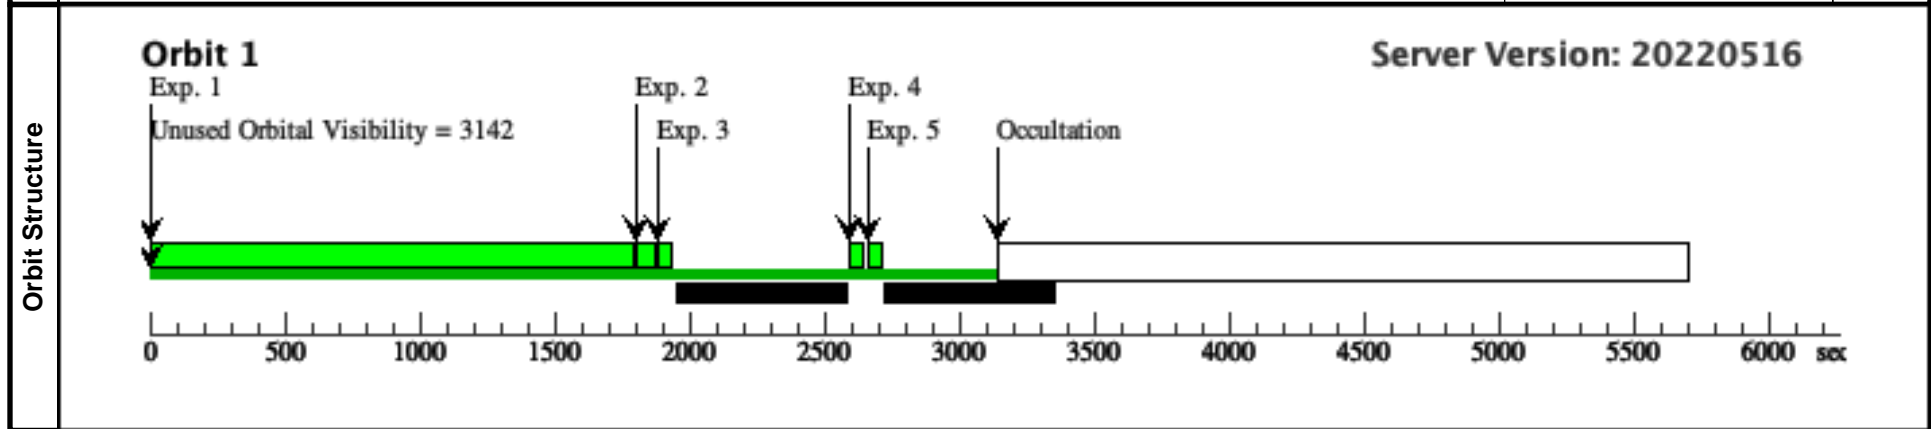 Orbit Structure
Orbit 1
Server Version: 20220516
Exp. 1
Exp. 2
Exp. 4
Unused Orbital Visibility = 3142
Exp. 3
Exp. 5
Occultation
0 500 1000 1500 2000 2500 3000 3500 4000 4500 5000 5500 6000 sec